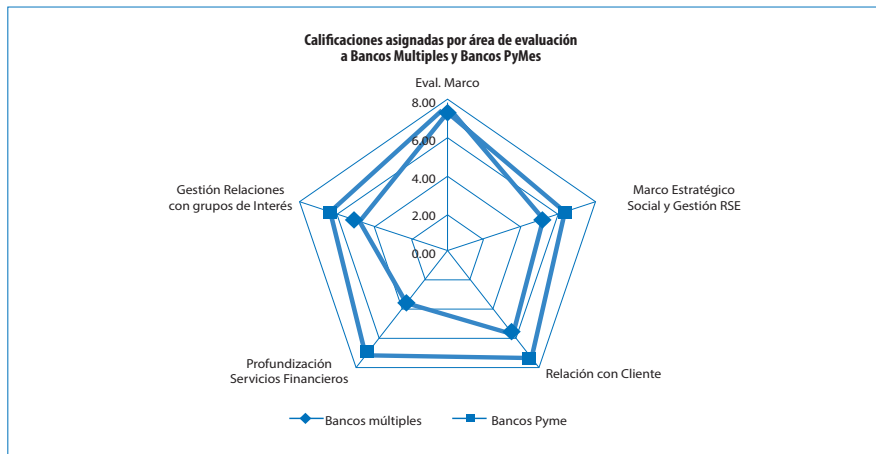 Calificaciones asignadas por área de evaluación
a Bancos Multiples y Bancos PyMes
Eval. Marco
8.00
6.00
4.00
2.00
0.00
Gestión Relaciones
con grupos de Interés
Marco Estratégico
Social y Gestión RSE
Profundización
Servicios Financieros
Relación con Cliente
Bancos múltiples
Bancos Pyme